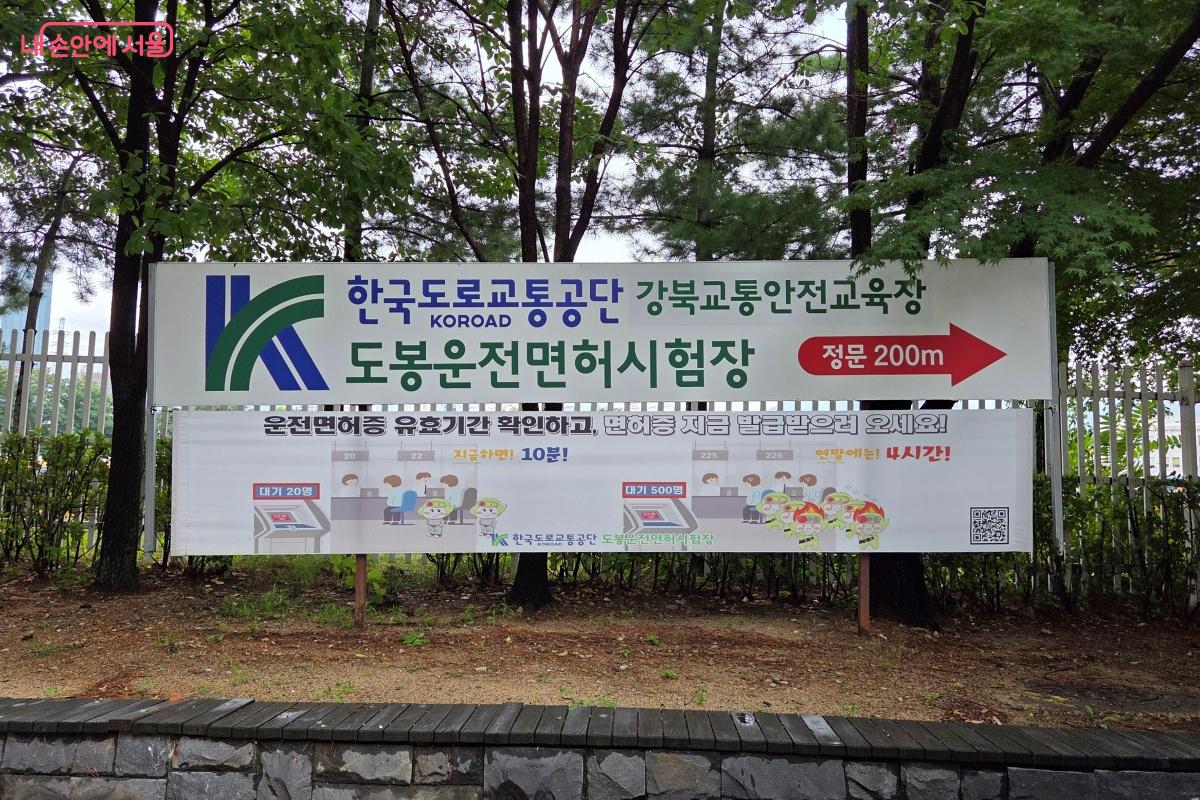 내 손안에 서울
한국도로교통공단 강북교통안전교육장
KOROAD
도봉운전면허시험장
정문 200m
운전면허증 유효기간 확인하고, 면허증 지금 발급받으러 오세요!
지금하면! 10분!
연말에는! 4시간!
20 22
225 226
대기 20명
대기 500명
한국도로교통공단 도봉운전면허시험장
KOROAD